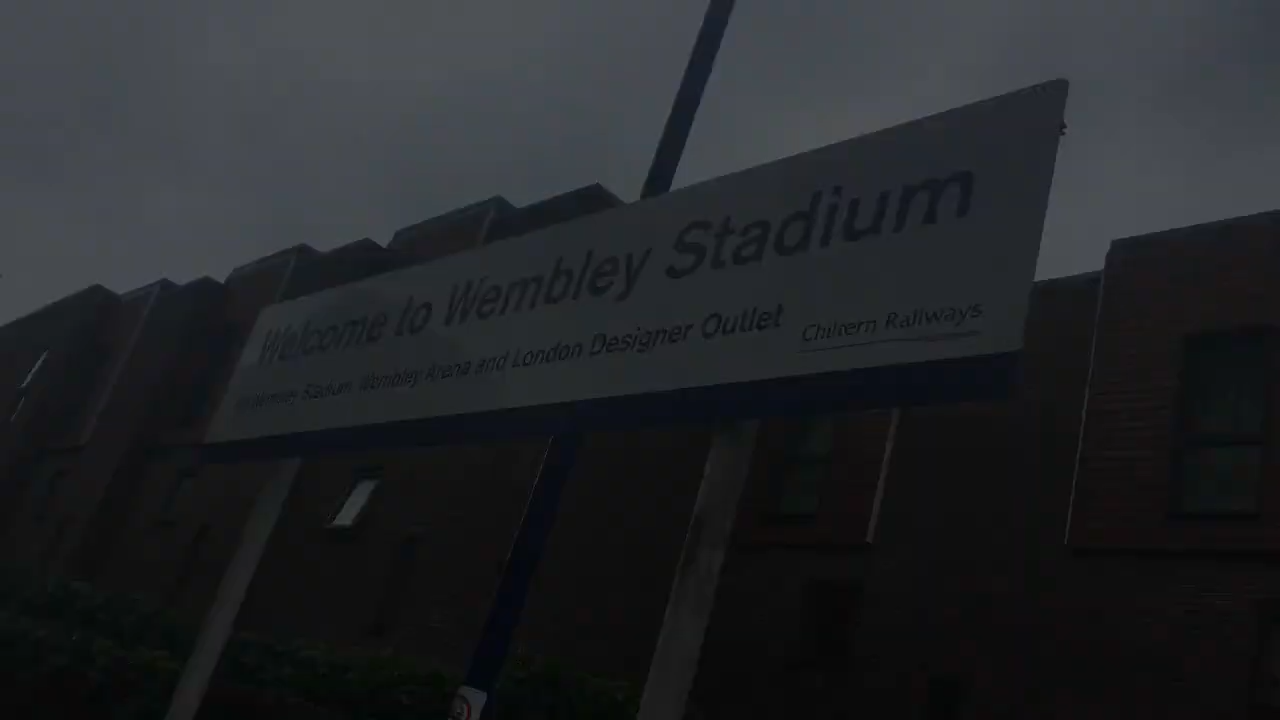 Welcome to Wembley Stadium
Wembley Stadium, Wembley Arena and London Designer Outlet
Chiltern Railways